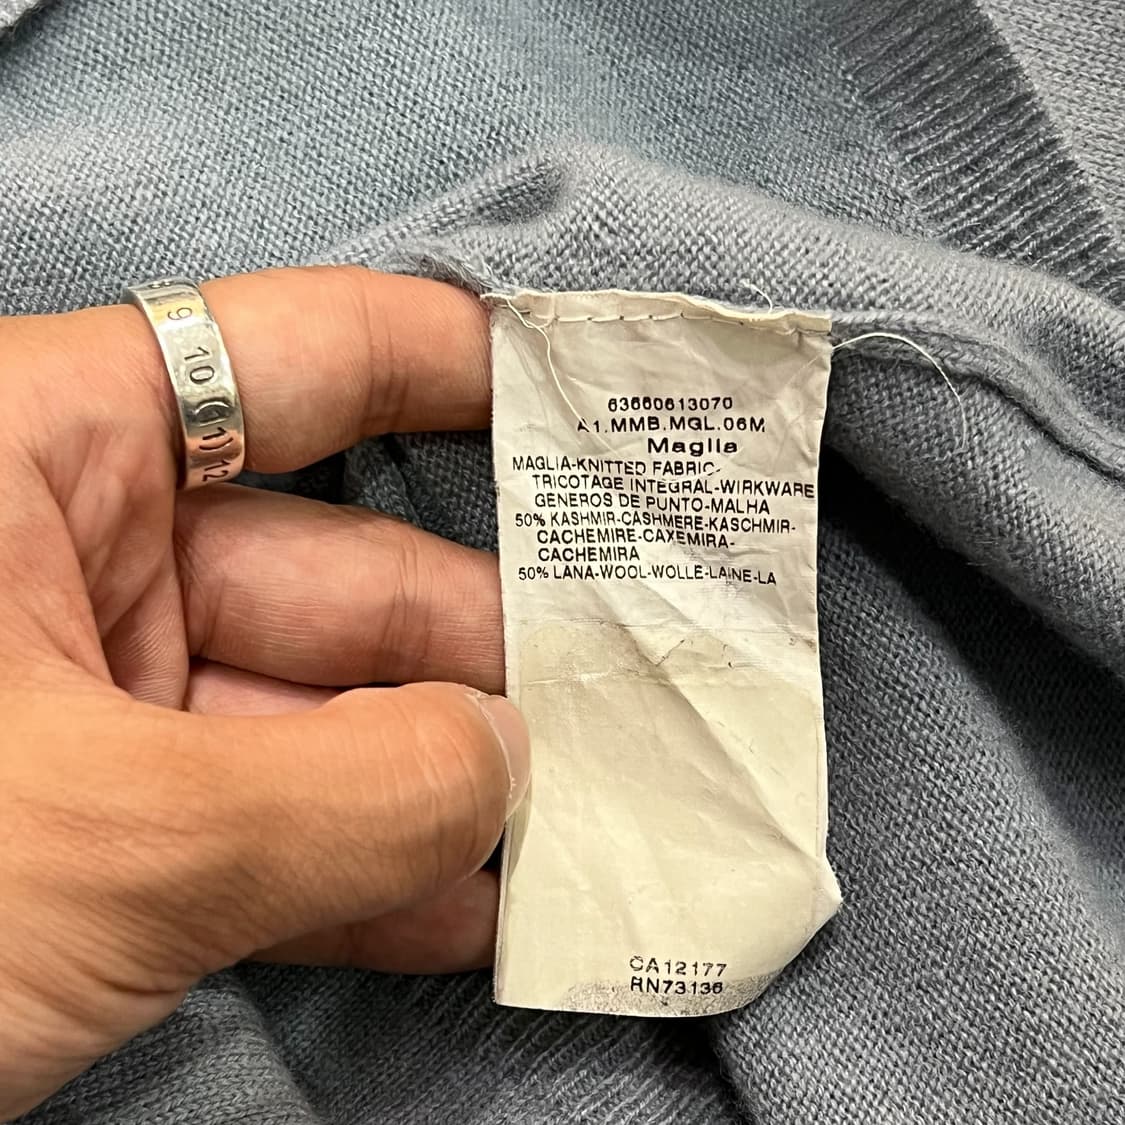 9 10 (11) 12
63660613070
A1.MMB.MGL.06M
Maglia
MAGLIA-KNITTED FABRIC-
TRICOTAGE INTEGRAL-WIRKWARE
GENEROS DE PUNTO-MALHA
50% KASHMIR-CASHMERE-KASCHMIR-
CACHEMIRE-CAXEMIRA-
CACHEMIRA
50% LANA-WOOL-WOLLE-LAINE-LA
CA12177
RN73136